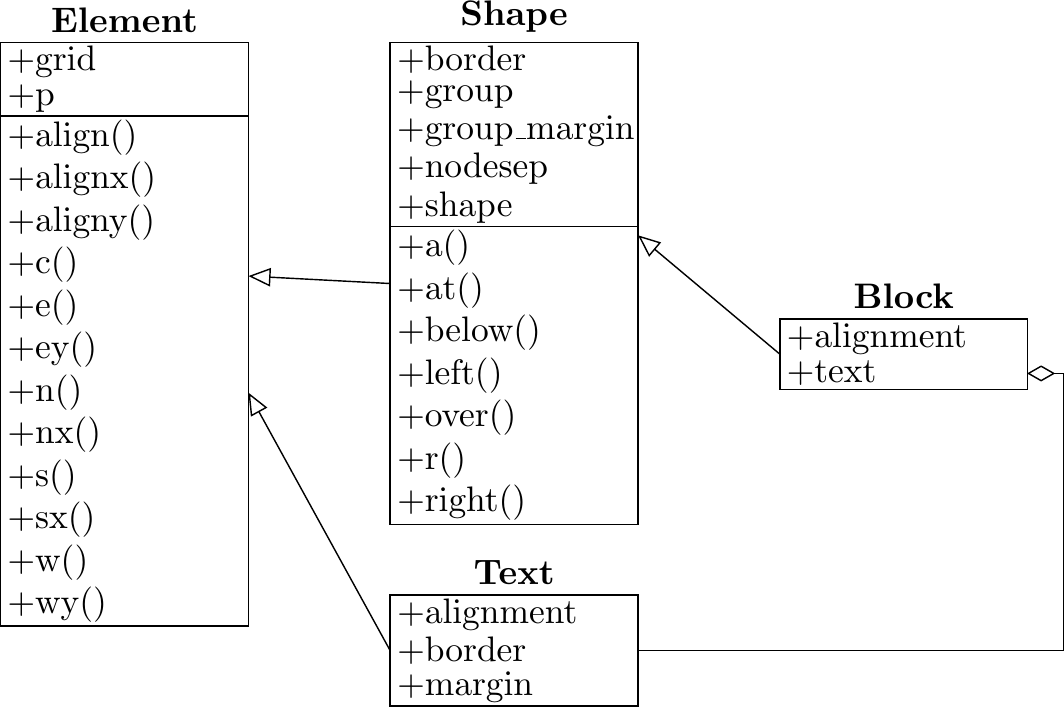 Element
+grid
+p
+align()
+alignx()
+aligny()
+c()
+e()
+ey()
+n()
+nx()
+s()
+sx()
+w()
+wy()
Shape
+border
+group
+group_margin
+nodesep
+shape
+a()
+at()
+below()
+left()
+over()
+r()
+right()
Text
+alignment
+border
+margin
Block
+alignment
+text